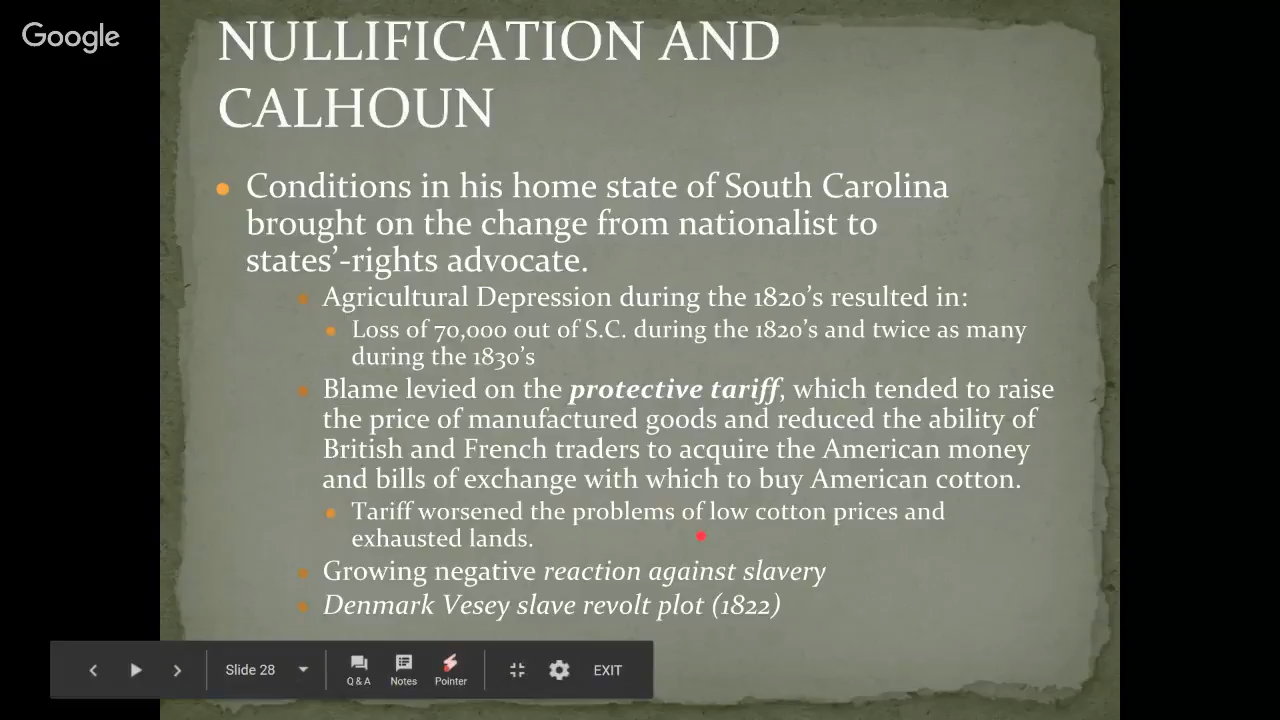 Google
NULLIFICATION AND
CALHOUN
Conditions in his home state of South Carolina
brought on the change from nationalist to
states’-rights advocate.
Agricultural Depression during the 1820’s resulted in:
Loss of 70,000 out of S.C. during the 1820’s and twice as many
during the 1830’s
Blame levied on the protective tariff, which tended to raise
the price of manufactured goods and reduced the ability of
British and French traders to acquire the American money
and bills of exchange with which to buy American cotton.
Tariff worsened the problems of low cotton prices and
exhausted lands.
Growing negative reaction against slavery
Denmark Vesey slave revolt plot (1822)
Slide 28
Q & A Notes Pointer
EXIT